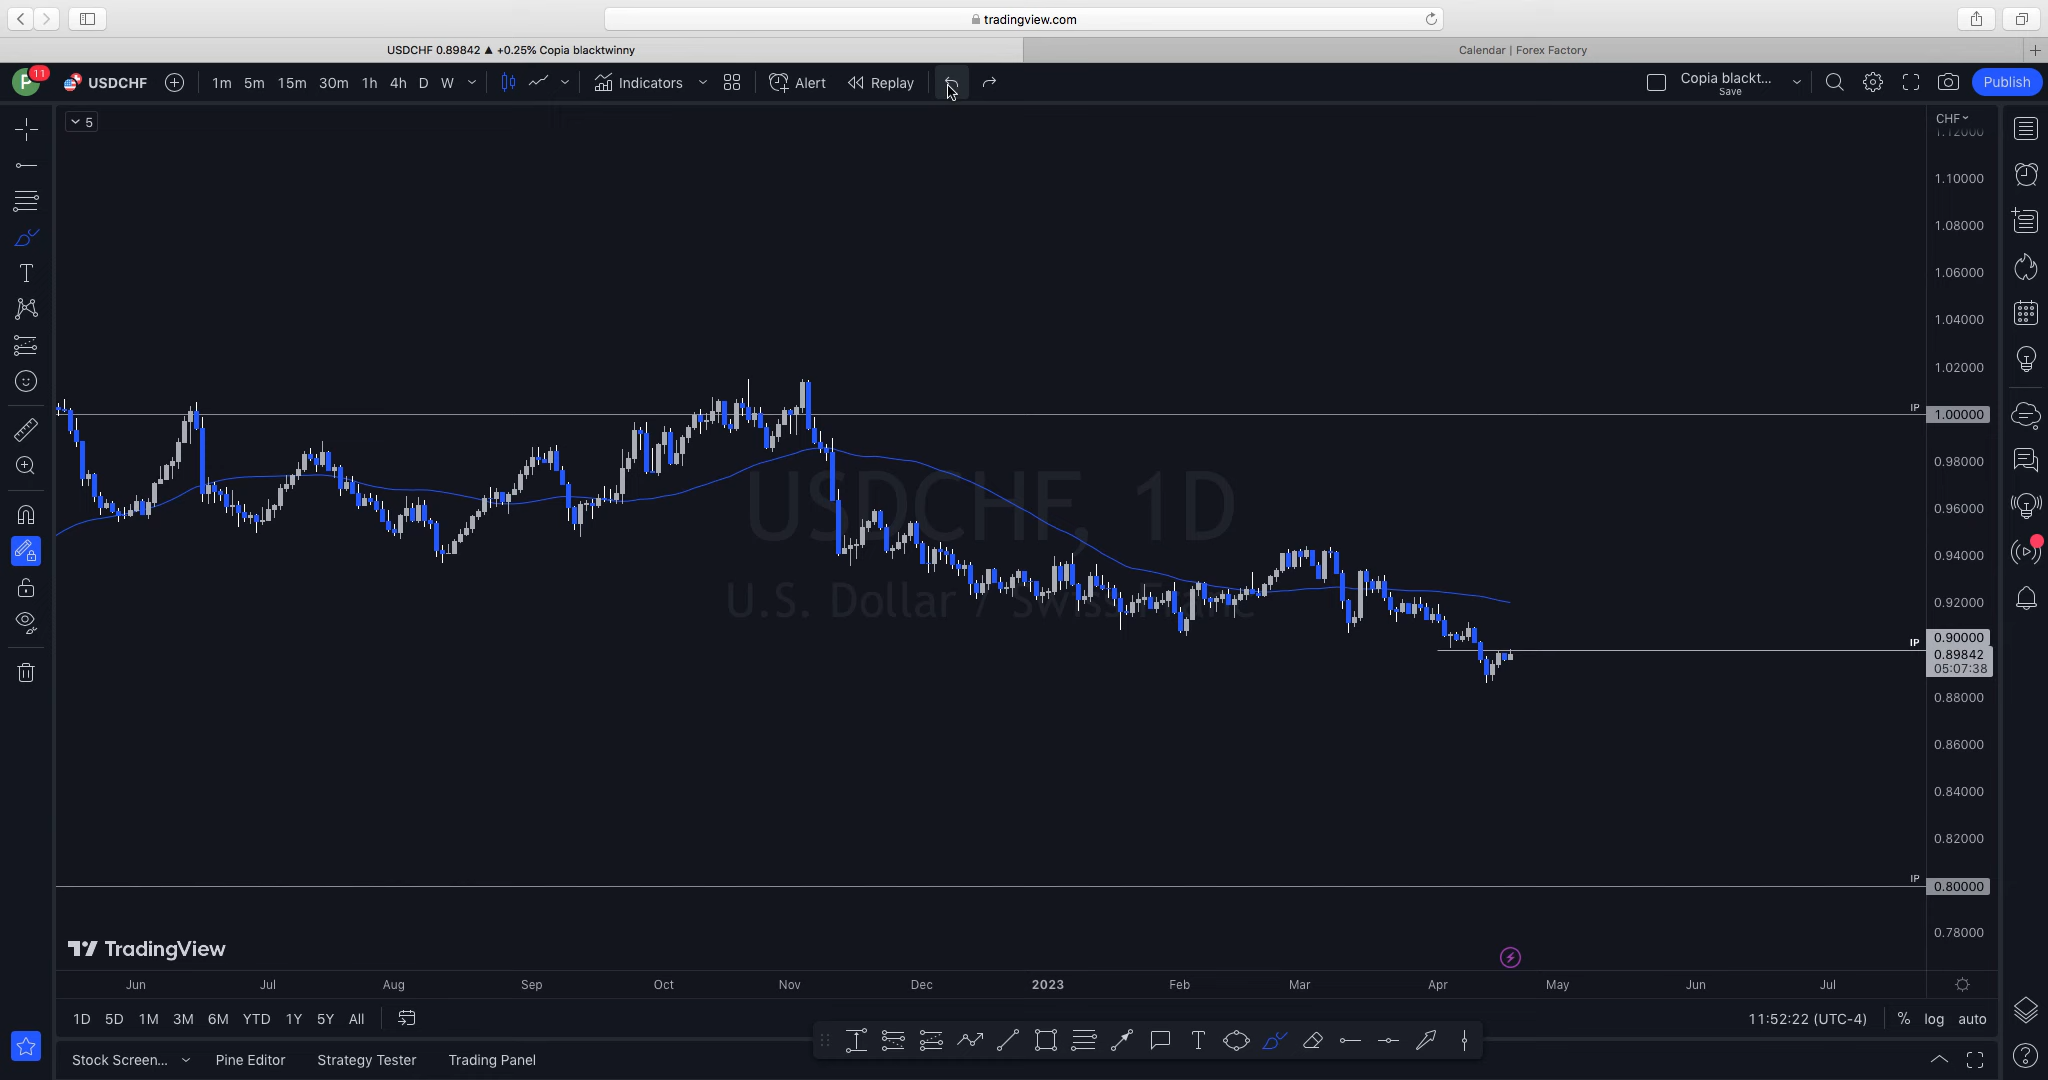 tradingview.com
USDCHF 0.89842 ▲ +0.25% Copia blacktwinny
Calendar | Forex Factory
P 11 USDCHF 1m 5m 15m 30m 1h 4h D W Indicators Alert Replay Copia blackt... Publish
Save
5
CHF
1.12000
1.10000
1.08000
1.06000
1.04000
1.02000
IP 1.00000
0.98000
USDCHF, 1D
0.96000
0.94000
U.S. Dollar / Swiss Franc
0.92000
IP 0.90000
0.89842
05:07:38
0.88000
0.86000
0.84000
0.82000
IP 0.80000
0.78000
TradingView
Jun Jul Aug Sep Oct Nov Dec 2023 Feb Mar Apr May Jun Jul
1D 5D 1M 3M 6M YTD 1Y 5Y All 11:52:22 (UTC-4) % log auto
Stock Screen... Pine Editor Strategy Tester Trading Panel